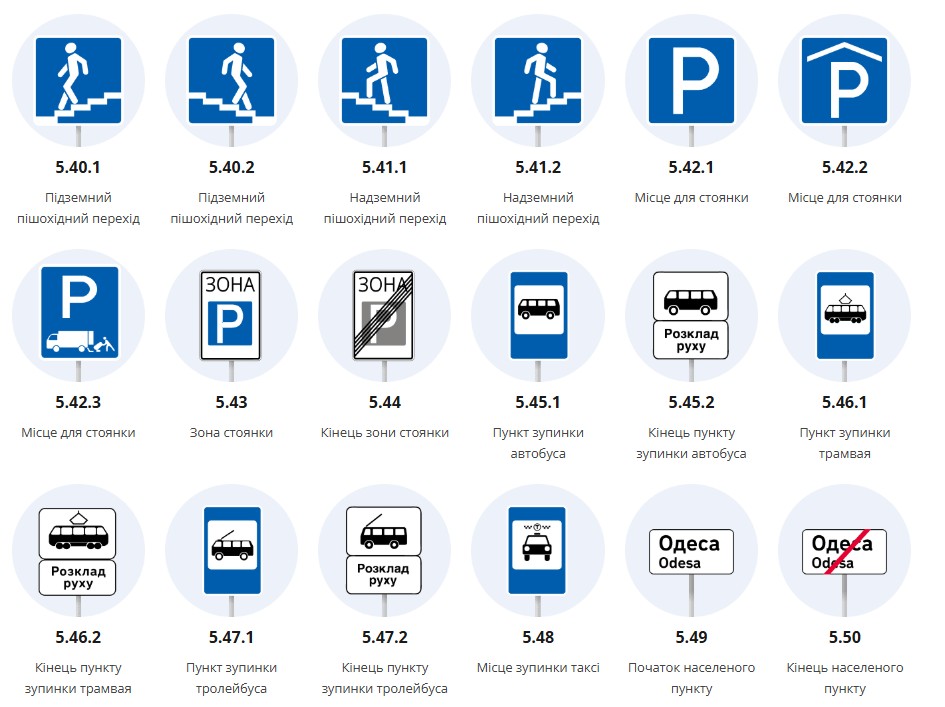 P
P
5.40.1
5.40.2
5.41.1
5.41.2
5.42.1
5.42.2
Підземний
пішохідний перехід
Підземний
пішохідний перехід
Надземний
пішохідний перехід
Надземний
пішохідний перехід
Місце для стоянки
Місце для стоянки
P
ЗОНА
P
ЗОНА
P
Розклад
руху
5.42.3
5.43
5.44
5.45.1
5.45.2
5.46.1
Місце для стоянки
Зона стоянки
Кінець зони стоянки
Пункт зупинки
автобуса
Кінець пункту
зупинки автобуса
Пункт зупинки
трамвая
Розклад
руху
Розклад
руху
T
Одеса
Odesa
Одеса
Odesa
5.46.2
5.47.1
5.47.2
5.48
5.49
5.50
Кінець пункту
зупинки трамвая
Пункт зупинки
тролейбуса
Кінець пункту
зупинки тролейбуса
Місце зупинки таксі
Початок населеного
пункту
Кінець населеного
пункту